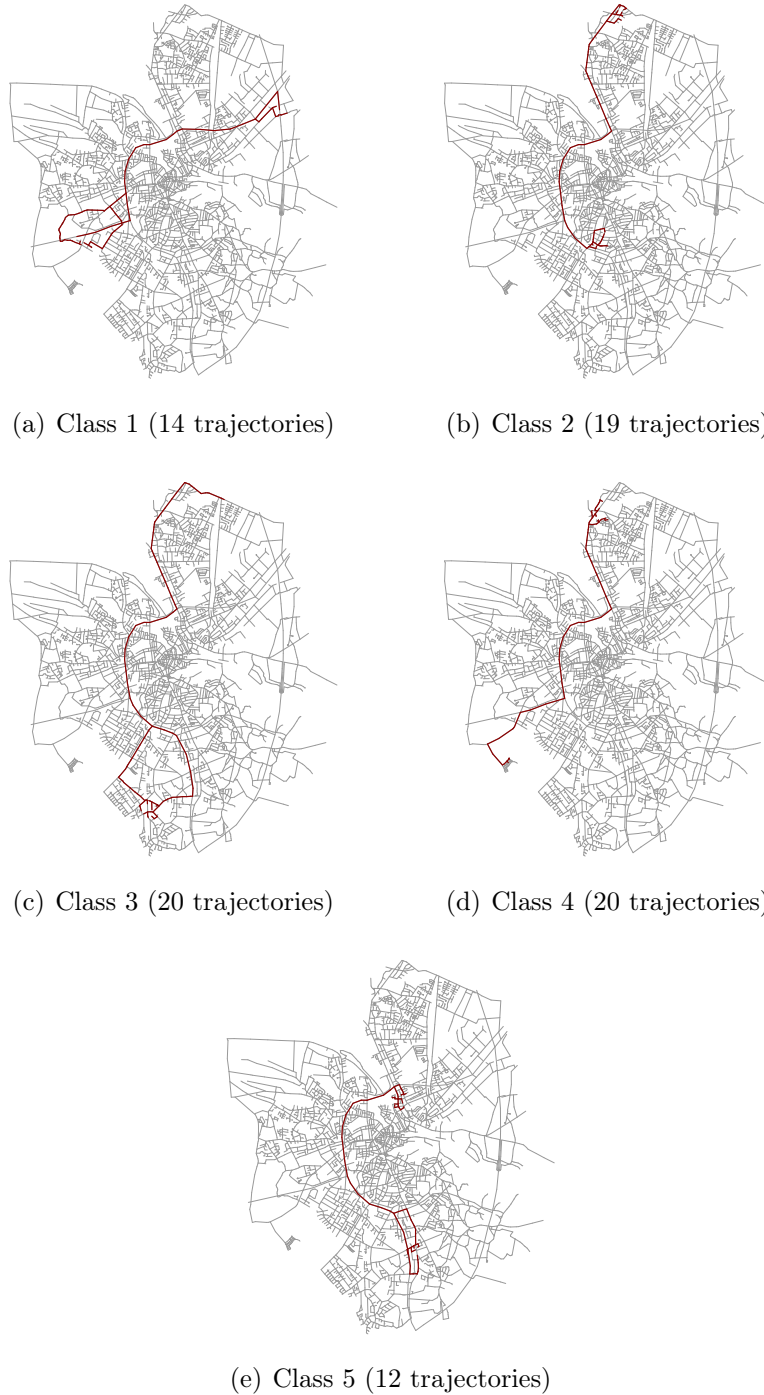 (a) Class 1 (14 trajectories)
(b) Class 2 (19 trajectories)
(c) Class 3 (20 trajectories)
(d) Class 4 (20 trajectories)
(e) Class 5 (12 trajectories)